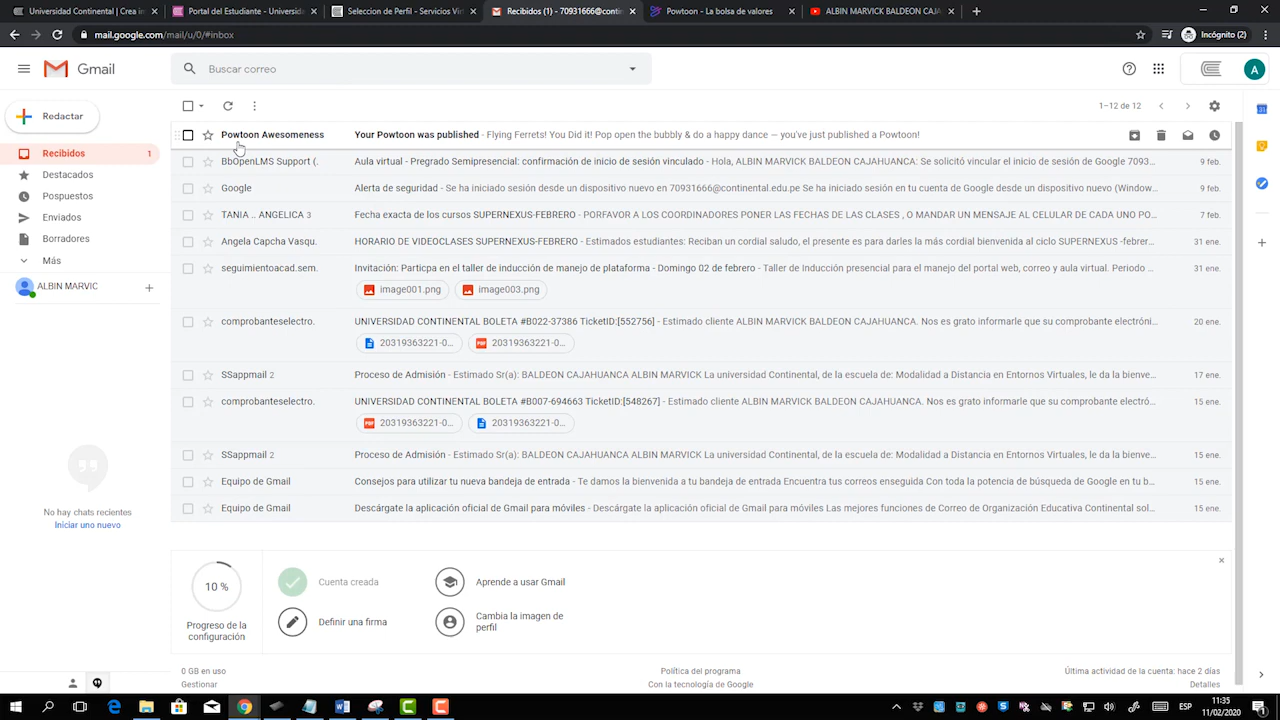 Universidad Continental | Crea in
Portal del Estudiante - Universida
Seleccion de Perfil - Servicios Vi
Recibidos (1) - 70931666@contin
Powtoon - La bolsa de valores
ALBIN MARVICK BALDEON CAJA
mail.google.com/mail/u/0/#inbox
Incógnito (2)
Gmail
Buscar correo
A
Redactar
1–12 de 12
Recibidos 1
Destacados
Pospuestos
Enviados
Borradores
Más
ALBIN MARVIC
Powtoon Awesomeness Your Powtoon was published - Flying Ferrets! You Did it! Pop open the bubbly & do a happy dance — you've just published a Powtoon!
BbOpenLMS Support (. Aula virtual - Pregrado Semipresencial: confirmación de inicio de sesión vinculado - Hola, ALBIN MARVICK BALDEON CAJAHUANCA: Se solicitó vincular el inicio de sesión de Google 7093... 9 feb.
Google Alerta de seguridad - Se ha iniciado sesión desde un dispositivo nuevo en 70931666@continental.edu.pe Se ha iniciado sesión en tu cuenta de Google desde un dispositivo nuevo (Window... 9 feb.
TANIA .. ANGELICA 3 Fecha exacta de los cursos SUPERNEXUS-FEBRERO - PORFAVOR A LOS COORDINADORES PONER LAS FECHAS DE LAS CLASES , O MANDAR UN MENSAJE AL CELULAR DE CADA UNO PO... 7 feb.
Angela Capcha Vasqu. HORARIO DE VIDEOCLASES SUPERNEXUS-FEBRERO - Estimados estudiantes: Reciban un cordial saludo, el presente es para darles la más cordial bienvenida al ciclo SUPERNEXUS -febrer... 31 ene.
seguimientoacad.sem. Invitación: Particpa en el taller de inducción de manejo de plataforma - Domingo 02 de febrero - Taller de Inducción presencial para el manejo del portal web, correo y aula virtual. Periodo ... 31 ene.
image001.png image003.png
comprobanteselectro. UNIVERSIDAD CONTINENTAL BOLETA #B022-37386 TicketID:[552756] - Estimado cliente ALBIN MARVICK BALDEON CAJAHUANCA. Nos es grato informarle que su comprobante electróni... 20 ene.
20319363221-0... PDF 20319363221-0...
SSappmail 2 Proceso de Admisión - Estimado Sr(a): BALDEON CAJAHUANCA ALBIN MARVICK La universidad Continental, de la escuela de: Modalidad a Distancia en Entornos Virtuales, le da la bienve... 17 ene.
comprobanteselectro. UNIVERSIDAD CONTINENTAL BOLETA #B007-694663 TicketID:[548267] - Estimado cliente ALBIN MARVICK BALDEON CAJAHUANCA. Nos es grato informarle que su comprobante electró... 15 ene.
PDF 20319363221-0... 20319363221-0...
SSappmail 2 Proceso de Admisión - Estimado Sr(a): BALDEON CAJAHUANCA ALBIN MARVICK La universidad Continental, de la escuela de: Modalidad a Distancia en Entornos Virtuales, le da la bienve... 15 ene.
Equipo de Gmail Consejos para utilizar tu nueva bandeja de entrada - Te damos la bienvenida a tu bandeja de entrada Encuentra tus correos enseguida Con toda la potencia de búsqueda de Google en tu b... 15 ene.
Equipo de Gmail Descárgate la aplicación oficial de Gmail para móviles - Descárgate la aplicación oficial de Gmail para móviles Las mejores funciones de Correo de Organización Educativa Continental sol... 15 ene.
No hay chats recientes
Iniciar uno nuevo
10 %
Progreso de la
configuración
Cuenta creada
Definir una firma
Aprende a usar Gmail
Cambia la imagen de
perfil
0 GB en uso
Gestionar
Política del programa
Con la tecnología de Google
Última actividad de la cuenta: hace 2 días
Detalles
ESP
11:35
11/02/2020